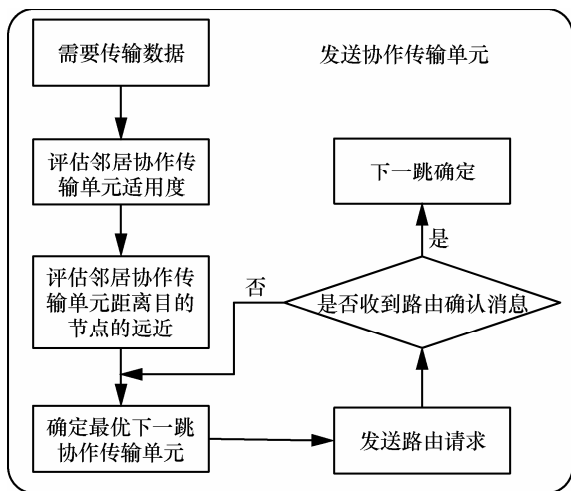 需要传输数据
发送协作传输单元
评估邻居协作传
输单元适用度
下一跳确定
是
评估邻居协作传
输单元距离目的
节点的远近
否
是否收到路由确认消息
确定最优下一跳
协作传输单元
发送路由请求